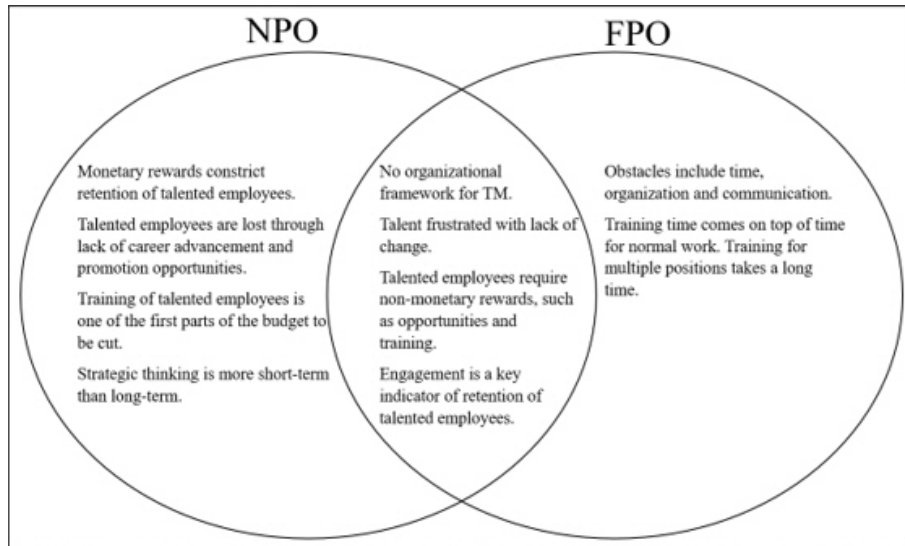 NPO
FPO
Monetary rewards constrict
retention of talented employees.
Talented employees are lost through
lack of career advancement and
promotion opportunities.
Training of talented employees is
one of the first parts of the budget to
be cut.
Strategic thinking is more short-term
than long-term.
No organizational
framework for TM.
Talent frustrated with lack of
change.
Talented employees require
non-monetary rewards, such
as opportunities and
training.
Engagement is a key
indicator of retention of
talented employees.
Obstacles include time,
organization and communication.
Training time comes on top of time
for normal work. Training for
multiple positions takes a long
time.